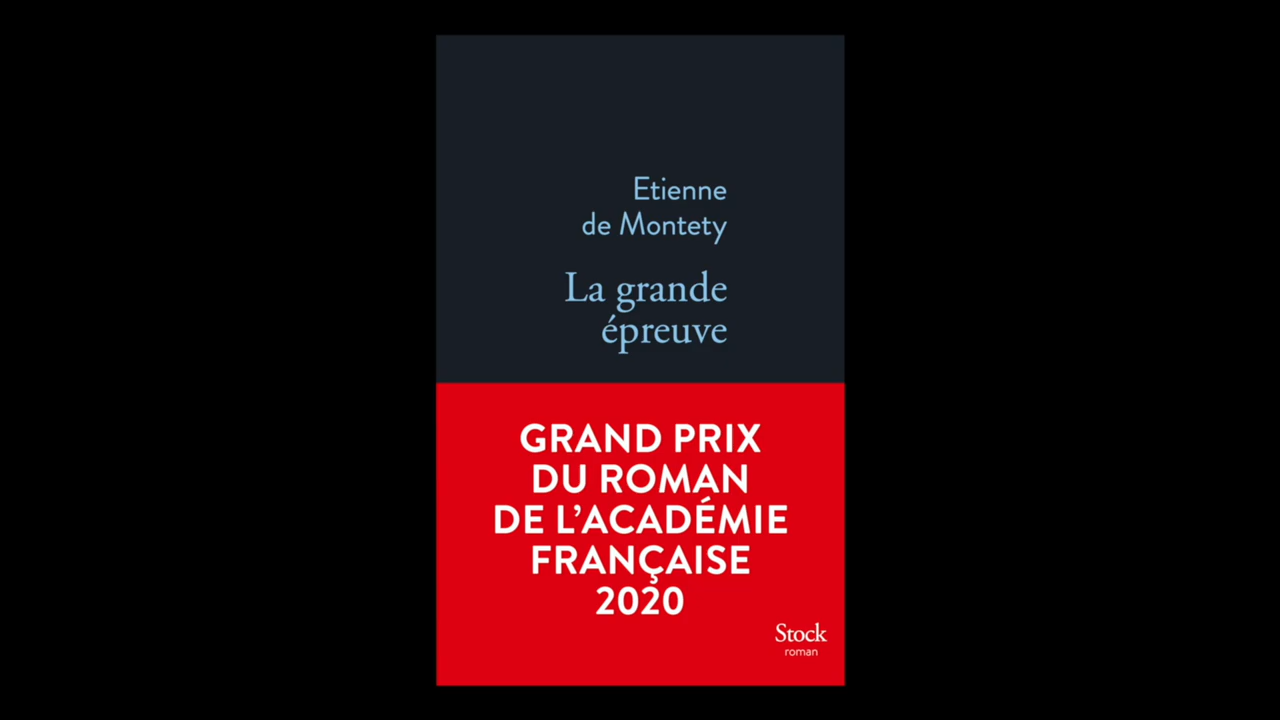 Etienne
de Montety
La grande
épreuve
GRAND PRIX
DU ROMAN
DE L’ACADÉMIE
FRANÇAISE
2020
Stock
roman